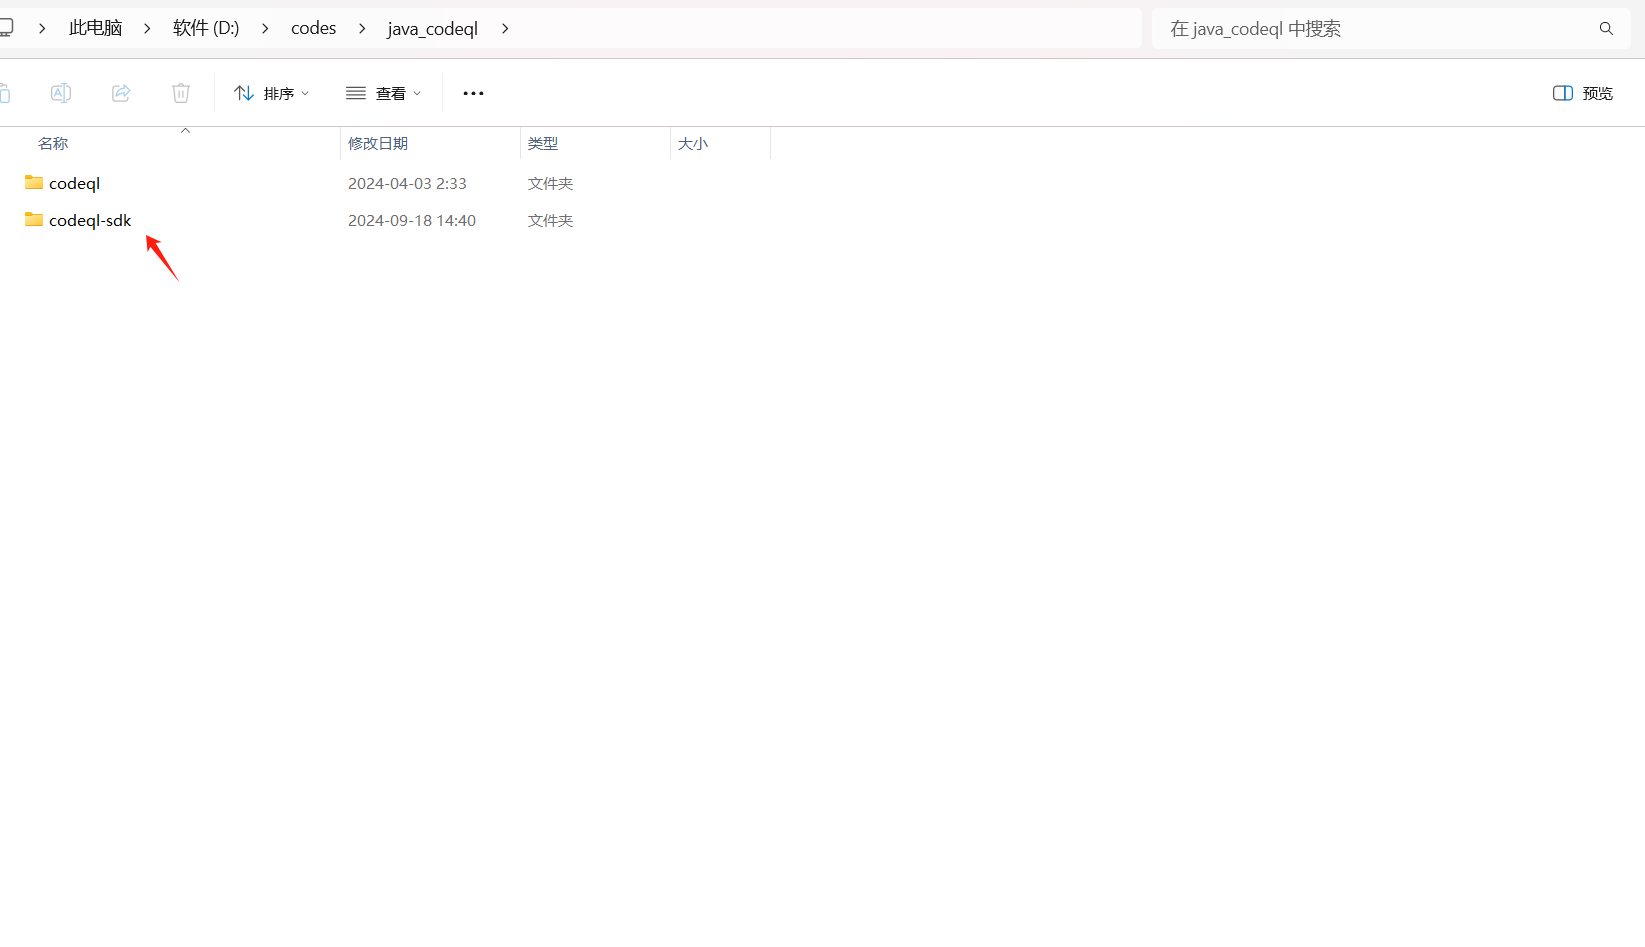 此电脑 软件 (D:) codes java_codeql 在 java_codeql 中搜索
排序 查看 预览
名称 修改日期 类型 大小
codeql 2024-04-03 2:33 文件夹
codeql-sdk 2024-09-18 14:40 文件夹